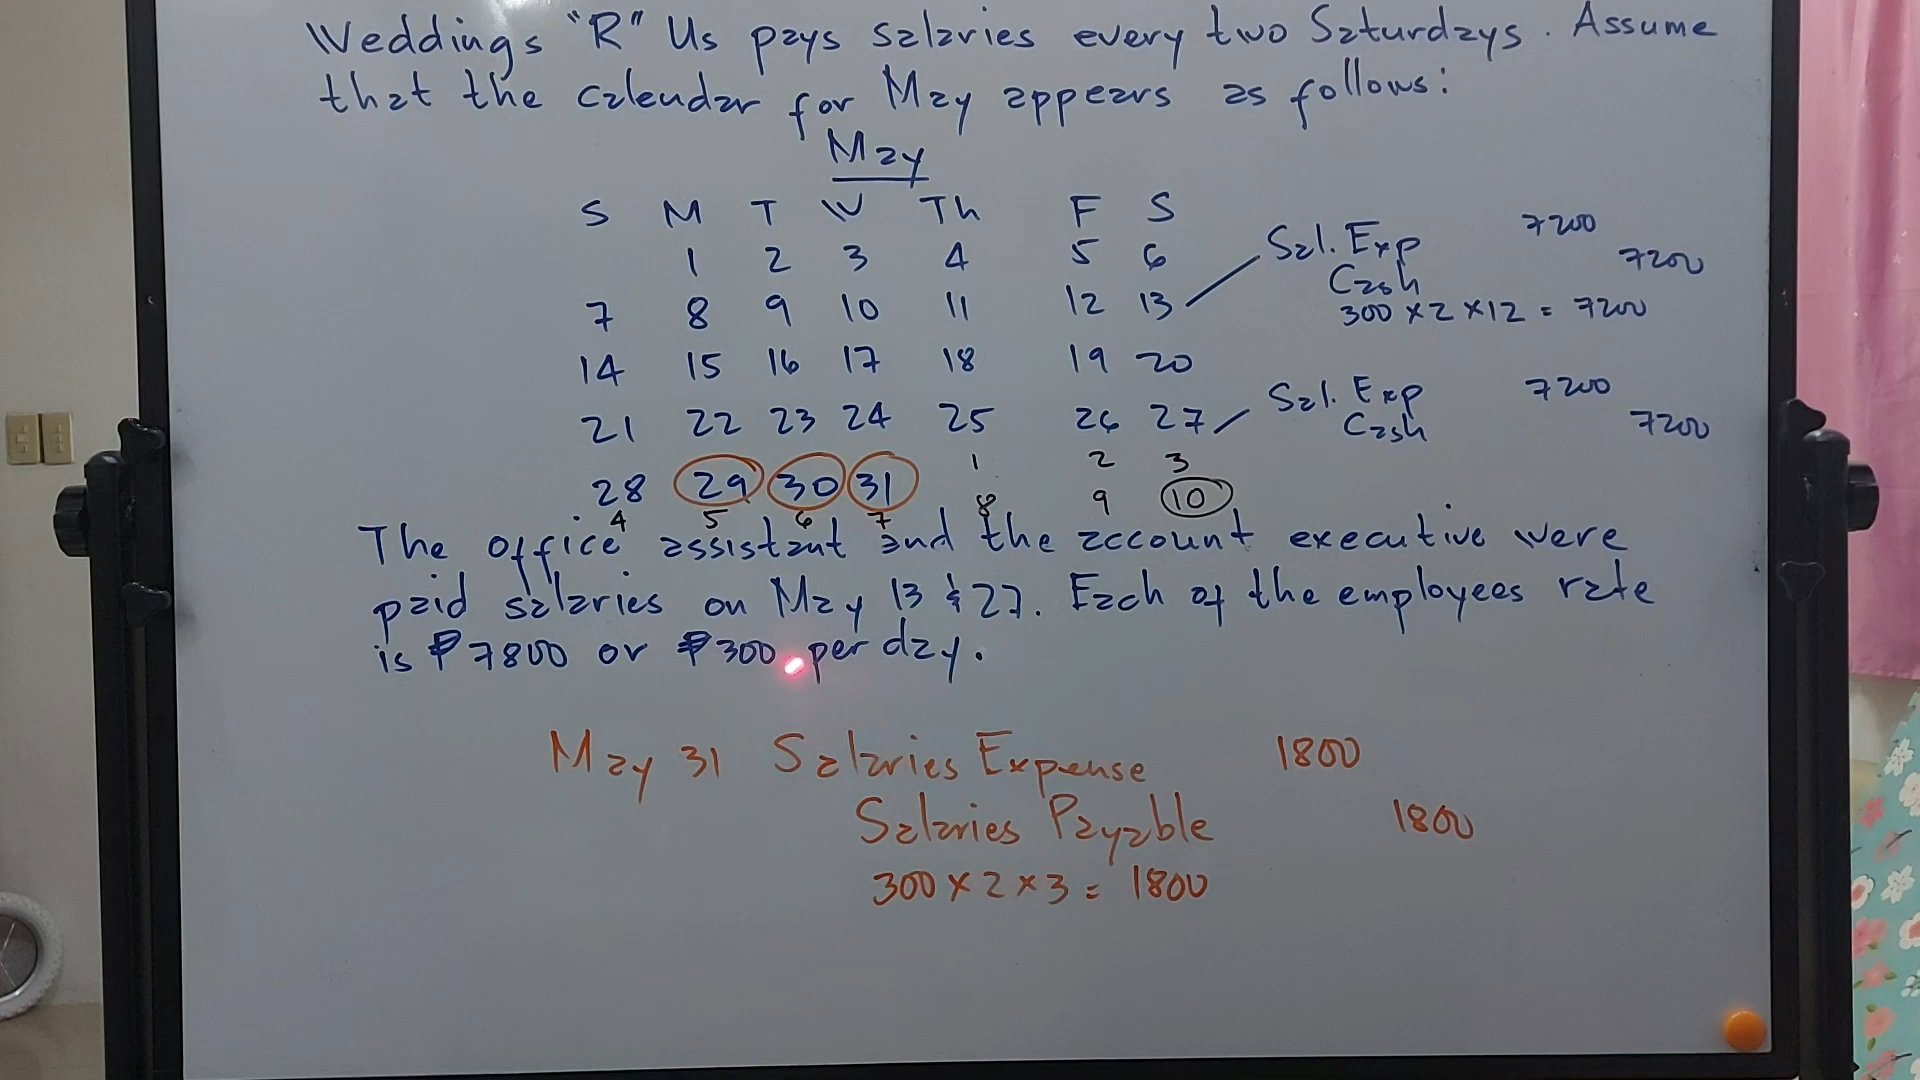 Weddings "R" Us pays salaries every two Saturdays. Assume
that the calendar for May appears as follows:
May
S M T W Th F S
1 2 3 4 5 6
7 8 9 10 11 12 13
14 15 16 17 18 19 20
21 22 23 24 25 26 27
28 29 30 31 1 2 3
4 5 6 7 8 9 10
Sal. Exp 7200
Cash 7200
300 x 2 x 12 = 7200
Sal. Exp 7200
Cash 7200
The office assistant and the account executive were
paid salaries on May 13 & 27. Each of the employees rate
is ₱7800 or ₱300 per day.
May 31 Salaries Expense 1800
Salaries Payable 1800
300 x 2 x 3 = 1800